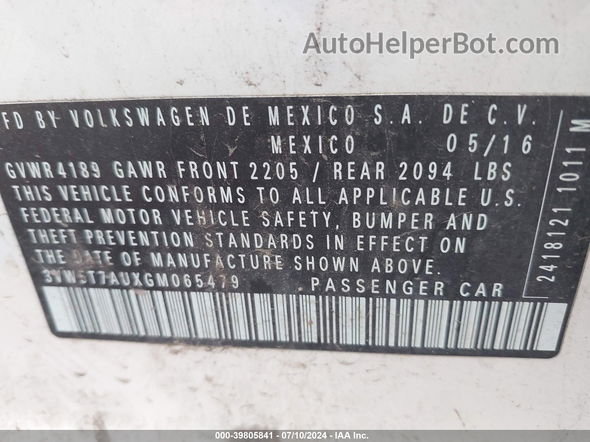 AutoHelperBot.com
FD BY VOLKSWAGEN DE MEXICO S.A. DE C.V.
MEXICO 05/16
GVWR4189 GAWR FRONT 2205 / REAR 2094 LBS
THIS VEHICLE CONFORMS TO ALL APPLICABLE U.S.
FEDERAL MOTOR VEHICLE SAFETY, BUMPER AND
THEFT PREVENTION STANDARDS IN EFFECT ON
THE DATE OF MANUFACTURE SHOWN ABOVE.
3VW5T7AUXGM065479 PASSENGER CAR
2418121 1011 M
000-39805841 / 07/10/2024 - IAA Inc.